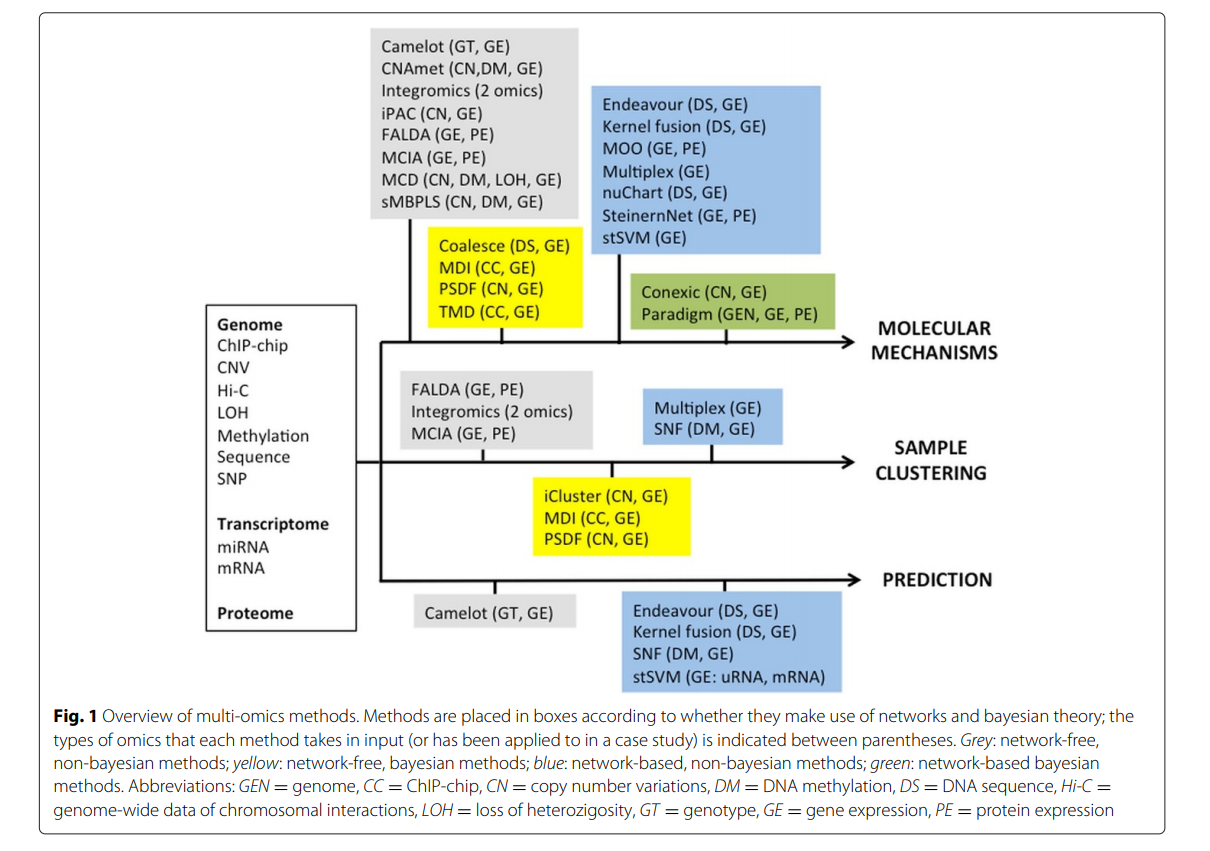 Camelot (GT, GE)
CNAmet (CN,DM, GE)
Integromics (2 omics)
iPAC (CN, GE)
FALDA (GE, PE)
MCIA (GE, PE)
MCD (CN, DM, LOH, GE)
sMBPLS (CN, DM, GE)
Endeavour (DS, GE)
Kernel fusion (DS, GE)
MOO (GE, PE)
Multiplex (GE)
nuChart (DS, GE)
SteinernNet (GE, PE)
stSVM (GE)
Coalesce (DS, GE)
MDI (CC, GE)
PSDF (CN, GE)
TMD (CC, GE)
Conexic (CN, GE)
Paradigm (GEN, GE, PE)
MOLECULAR
MECHANISMS
Genome
ChIP-chip
CNV
Hi-C
LOH
Methylation
Sequence
SNP
Transcriptome
miRNA
mRNA
Proteome
FALDA (GE, PE)
Integromics (2 omics)
MCIA (GE, PE)
Multiplex (GE)
SNF (DM, GE)
SAMPLE
CLUSTERING
iCluster (CN, GE)
MDI (CC, GE)
PSDF (CN, GE)
PREDICTION
Camelot (GT, GE)
Endeavour (DS, GE)
Kernel fusion (DS, GE)
SNF (DM, GE)
stSVM (GE: uRNA, mRNA)
Fig. 1 Overview of multi-omics methods. Methods are placed in boxes according to whether they make use of networks and bayesian theory; the
types of omics that each method takes in input (or has been applied to in a case study) is indicated between parentheses. Grey: network-free,
non-bayesian methods; yellow: network-free, bayesian methods; blue: network-based, non-bayesian methods; green: network-based bayesian
methods. Abbreviations: GEN = genome, CC = ChIP-chip, CN = copy number variations, DM = DNA methylation, DS = DNA sequence, Hi-C =
genome-wide data of chromosomal interactions, LOH = loss of heterozigosity, GT = genotype, GE = gene expression, PE = protein expression